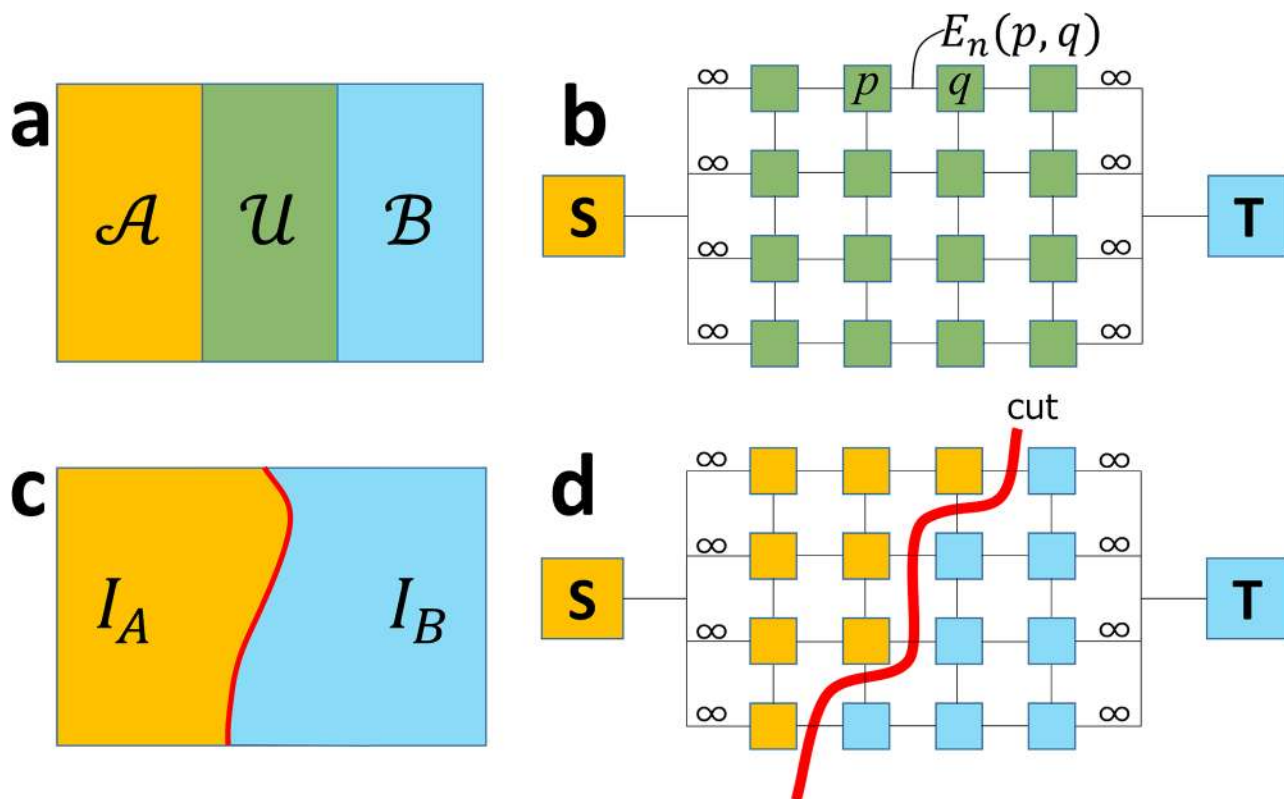 a
𝒜 𝒰 ℬ
b
E_n(p, q)
∞ p q ∞
∞ ∞
S T
∞ ∞
∞ ∞
c
I_A I_B
d
cut
∞ ∞
∞ ∞
S T
∞ ∞
∞ ∞